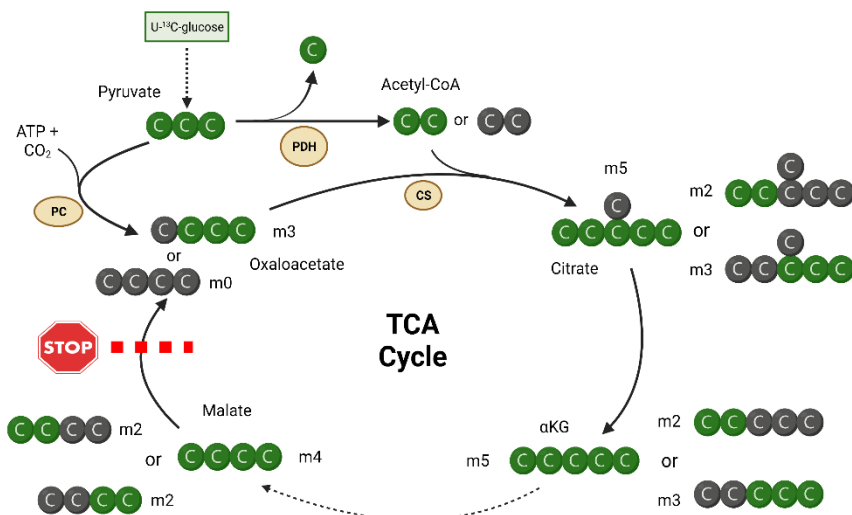 U-¹³C-glucose
C
Pyruvate
Acetyl-CoA
C C C
C C or C C
ATP +
CO₂
PDH
PC
CS
m5
C
C C C C C
Citrate
or
m2
C
C C C C C
m3
C
C C C C C
C C C C m3
or
Oxaloacetate
C C C C m0
TCA
Cycle
STOP
Malate
C C C C m2
or
C C C C m4
C C C C m2
αKG
m5 C C C C C
or
m2 C C C C C
m3 C C C C C